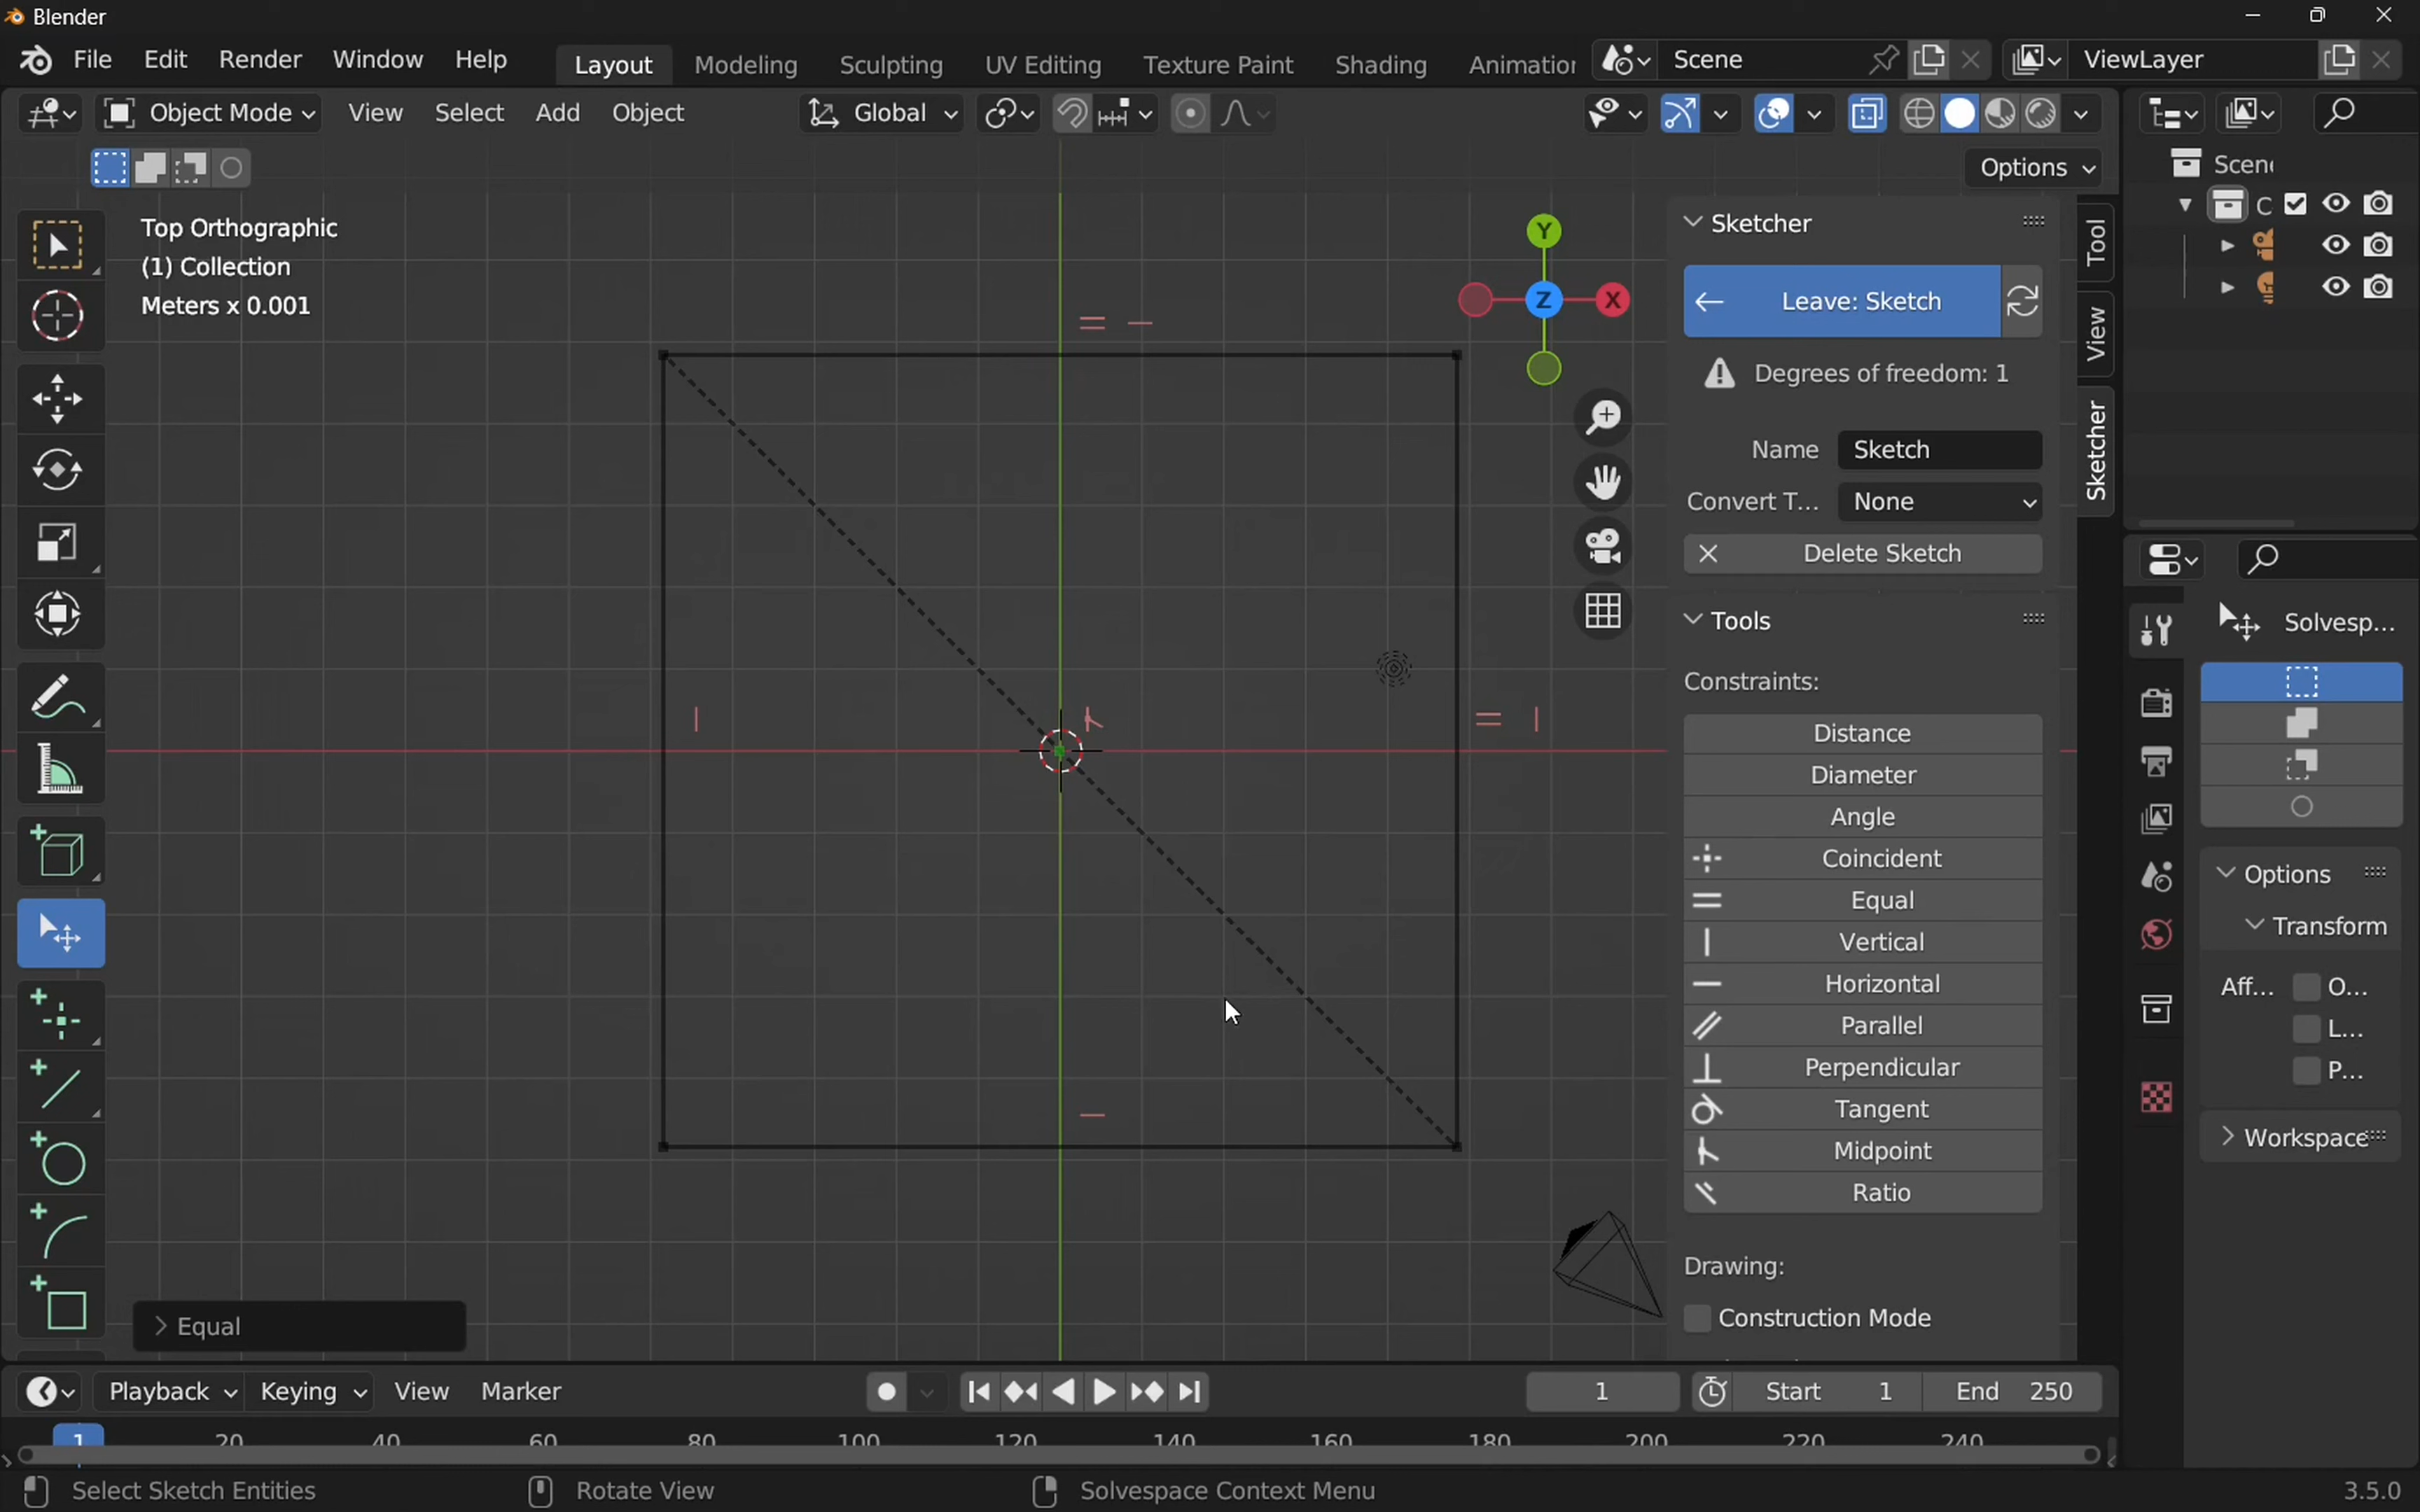 Blender
File Edit Render Window Help Layout Modeling Sculpting UV Editing Texture Paint Shading Animation Scene ViewLayer
Object Mode View Select Add Object Global
Options
Top Orthographic
(1) Collection
Meters x 0.001
Y
X
Z
Sketcher
Leave: Sketch
Degrees of freedom: 1
Name Sketch
Convert T... None
Delete Sketch
Tools
Constraints:
Distance
Diameter
Angle
Coincident
Equal
Vertical
Horizontal
Parallel
Perpendicular
Tangent
Midpoint
Ratio
Drawing:
Construction Mode
Tool
View
Sketcher
Scene
C
Solvesp...
Options
Transform
Aff... O...
L...
P...
Workspace
Equal
Playback Keying View Marker 1 Start 1 End 250
1 20 40 60 80 100 120 140 160 180 200 220 240
Select Sketch Entities Rotate View Solvespace Context Menu 3.5.0